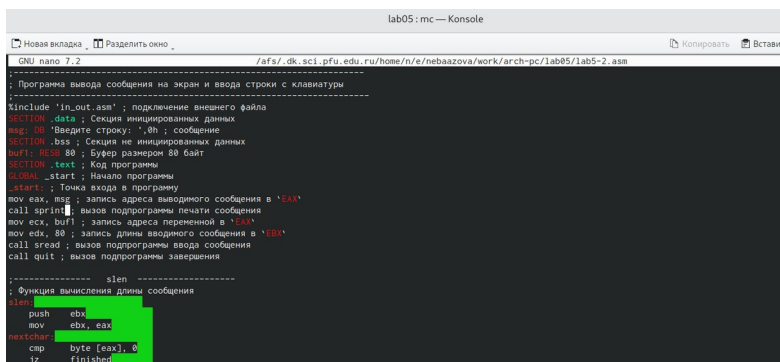 lab05 : mc — Konsole
Новая вкладка Разделить окно Копировать Встави
GNU nano 7.2 /afs/.dk.sci.pfu.edu.ru/home/n/e/nebaazova/work/arch-pc/lab05/lab5-2.asm
;--------------------------------------------------------------
; Программа вывода сообщения на экран и ввода строки с клавиатуры
;---------------------------------------------------------------
%include 'in_out.asm' ; подключение внешнего файла
SECTION .data ; Секция инициированных данных
msg: DB 'Введите строку: ',0h ; сообщение
SECTION .bss ; Секция не инициированных данных
buf1: RESB 80 ; Буфер размером 80 байт
SECTION .text ; Код программы
GLOBAL _start ; Начало программы
_start: ; Точка входа в программу
mov eax, msg ; запись адреса выводимого сообщения в `EAX`
call sprint ; вызов подпрограммы печати сообщения
mov ecx, buf1 ; запись адреса переменной в `EAX`
mov edx, 80 ; запись длины вводимого сообщения в `EBX`
call sread ; вызов подпрограммы ввода сообщения
call quit ; вызов подпрограммы завершения
;--------------- slen -------------------
; Функция вычисления длины сообщения
slen:
push ebx
mov ebx, eax
nextchar:
cmp byte [eax], 0
jz finished